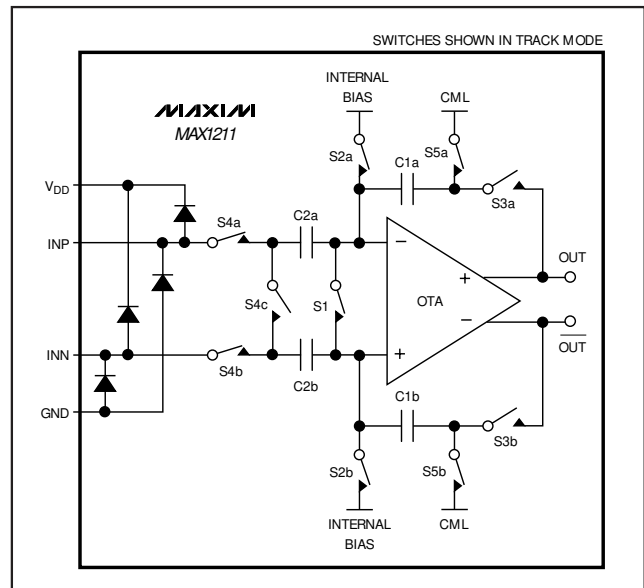 SWITCHES SHOWN IN TRACK MODE
INTERNAL
BIAS
CML
MAXIM
MAX1211
S2a
C1a
S5a
S3a
VDD
S4a
C2a
INP
−
+
OUT
S4c
S1
OTA
−
INN
+
OUT
S4b
C2b
GND
C1b
S3b
S2b
S5b
INTERNAL
BIAS
CML